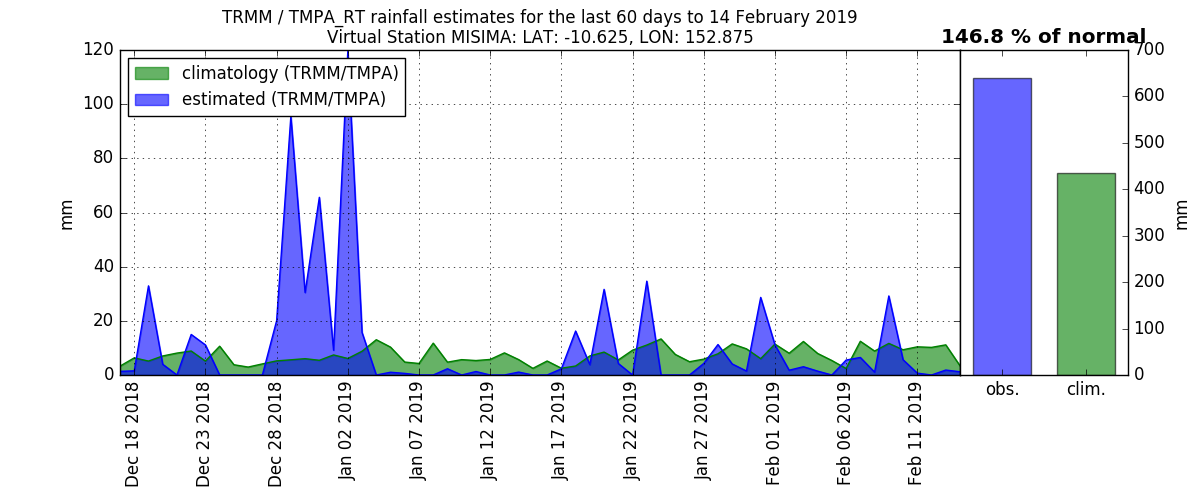 TRMM / TMPA_RT rainfall estimates for the last 60 days to 14 February 2019
Virtual Station MISIMA: LAT: -10.625, LON: 152.875
146.8 % of normal
climatology (TRMM/TMPA)
estimated (TRMM/TMPA)
120
100
80
60
40
20
0
mm
Dec 18 2018
Dec 23 2018
Dec 28 2018
Jan 02 2019
Jan 07 2019
Jan 12 2019
Jan 17 2019
Jan 22 2019
Jan 27 2019
Feb 01 2019
Feb 06 2019
Feb 11 2019
700
600
500
400
300
200
100
0
mm
obs.
clim.